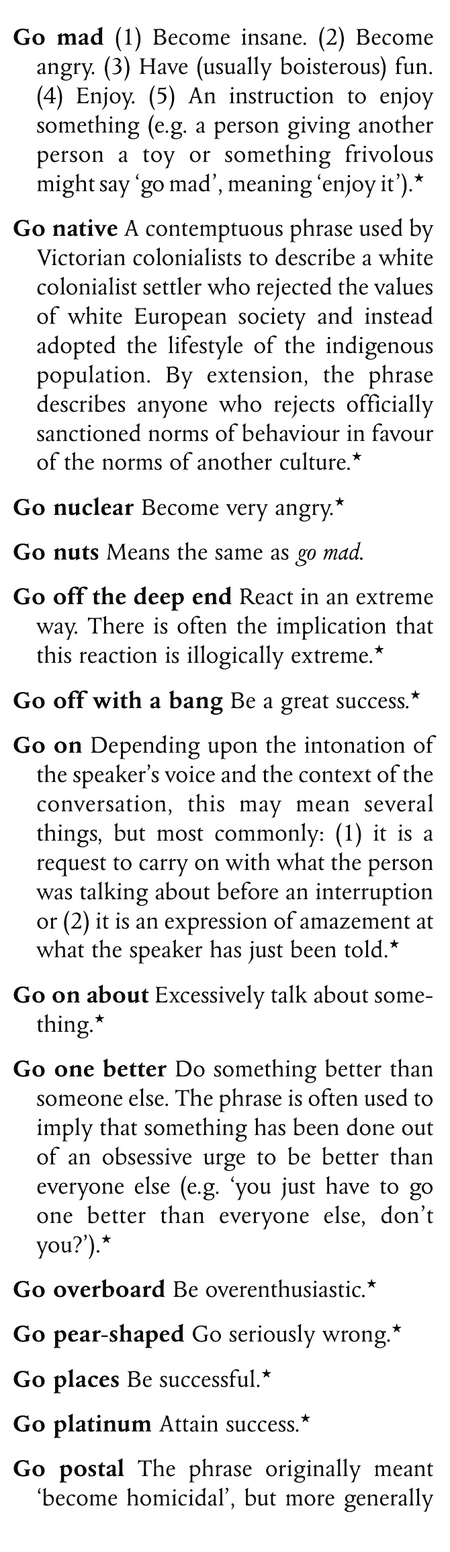 Go mad (1) Become insane. (2) Become
angry. (3) Have (usually boisterous) fun.
(4) Enjoy. (5) An instruction to enjoy
something (e.g. a person giving another
person a toy or something frivolous
might say ‘go mad’, meaning ‘enjoy it’).★
Go native A contemptuous phrase used by
Victorian colonialists to describe a white
colonialist settler who rejected the values
of white European society and instead
adopted the lifestyle of the indigenous
population. By extension, the phrase
describes anyone who rejects officially
sanctioned norms of behaviour in favour
of the norms of another culture.★
Go nuclear Become very angry.★
Go nuts Means the same as go mad.
Go off the deep end React in an extreme
way. There is often the implication that
this reaction is illogically extreme.★
Go off with a bang Be a great success.★
Go on Depending upon the intonation of
the speaker’s voice and the context of the
conversation, this may mean several
things, but most commonly: (1) it is a
request to carry on with what the person
was talking about before an interruption
or (2) it is an expression of amazement at
what the speaker has just been told.★
Go on about Excessively talk about some-
thing.★
Go one better Do something better than
someone else. The phrase is often used to
imply that something has been done out
of an obsessive urge to be better than
everyone else (e.g. ‘you just have to go
one better than everyone else, don’t
you?’).★
Go overboard Be overenthusiastic.★
Go pear-shaped Go seriously wrong.★
Go places Be successful.★
Go platinum Attain success.★
Go postal The phrase originally meant
‘become homicidal’, but more generally